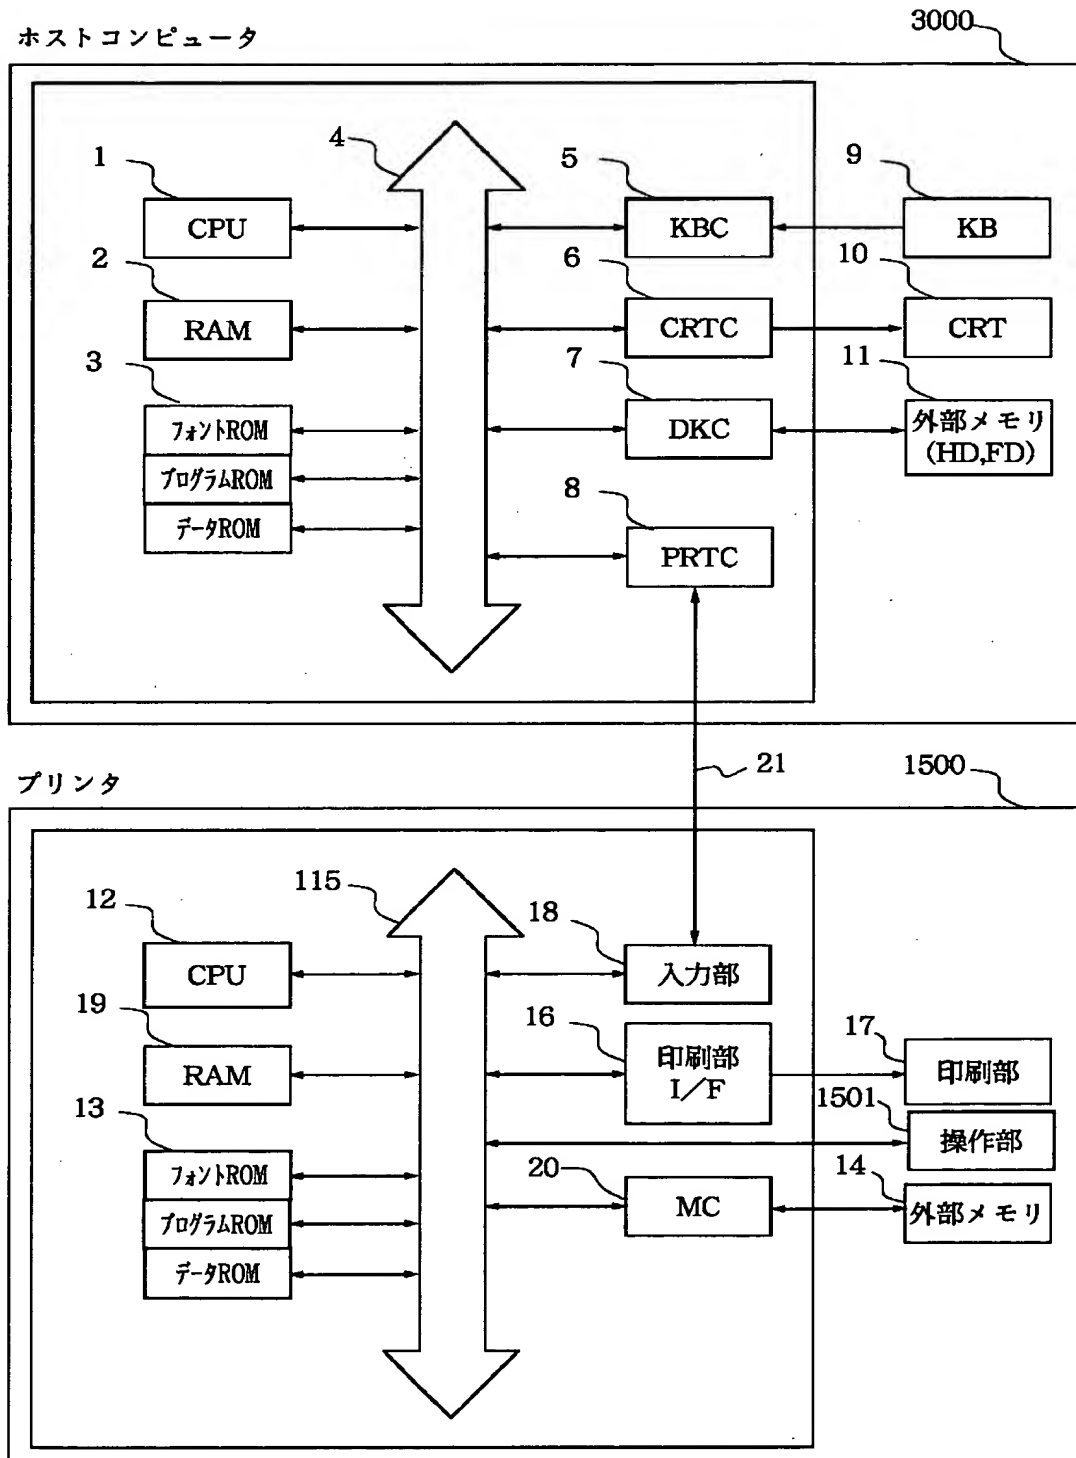 ホストコンピュータ
3000
4
1
5
9
CPU
KBC
KB
2
6
10
RAM
CRTC
CRT
3
7
11
フォントROM
DKC
外部メモリ
(HD,FD)
プログラムROM
データROM
8
PRTC
21
プリンタ
1500
115
12
18
CPU
入力部
19
16
17
RAM
印刷部
I/F
印刷部
13
1501
操作部
フォントROM
20
14
プログラムROM
MC
外部メモリ
データROM